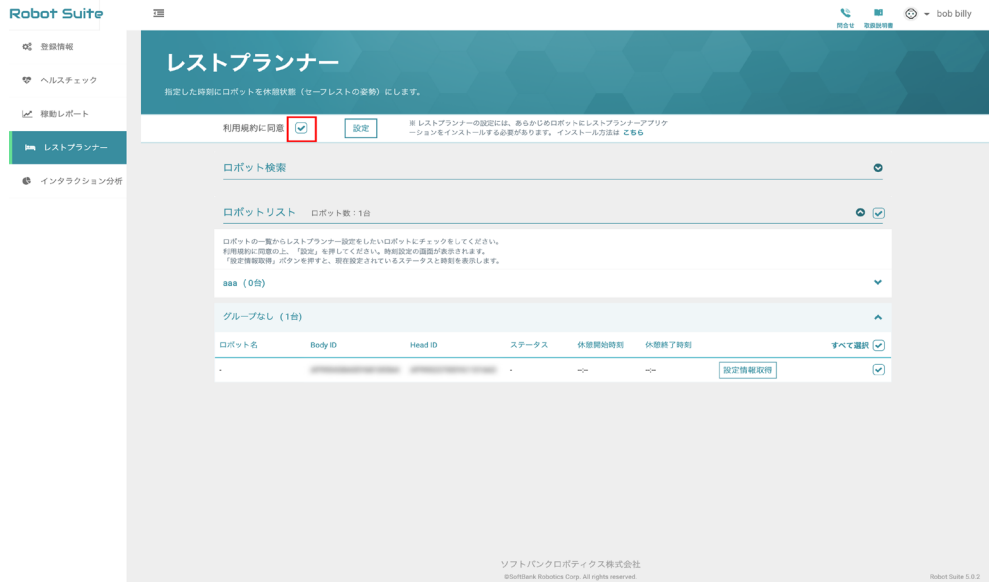 Robot Suite
問合せ
取扱説明書
bob billy
登録情報
ヘルスチェック
稼動レポート
レストプランナー
インタラクション分析
レストプランナー
指定した時刻にロボットを休憩状態（セーフレストの姿勢）にします。
利用規約に同意
設定
※ レストプランナーの設定には、あらかじめロボットにレストプランナーアプリケ
ーションをインストールする必要があります。インストール方法は こちら
ロボット検索
ロボットリスト ロボット数：1台
ロボットの一覧からレストプランナー設定をしたいロボットにチェックをしてください。
利用規約に同意の上、「設定」を押してください。時刻設定の画面が表示されます。
「設定情報取得」ボタンを押すと、現在設定されているステータスと時刻を表示します。
aaa （0台)
グループなし （1台)
ロボット名 Body ID Head ID ステータス 休憩開始時刻 休憩終了時刻 すべて選択
- - --:-- --:-- 設定情報取得
ソフトバンクロボティクス株式会社
©SoftBank Robotics Corp. All rights reserved
Robot Suite 5.0.2